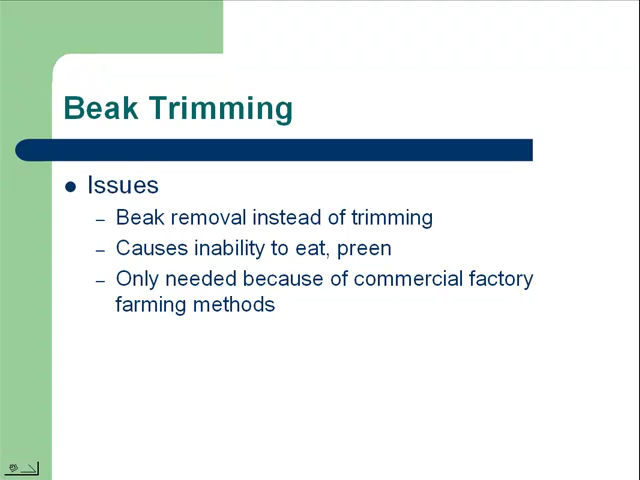 Beak Trimming
● Issues
– Beak removal instead of trimming
– Causes inability to eat, preen
– Only needed because of commercial factory
farming methods